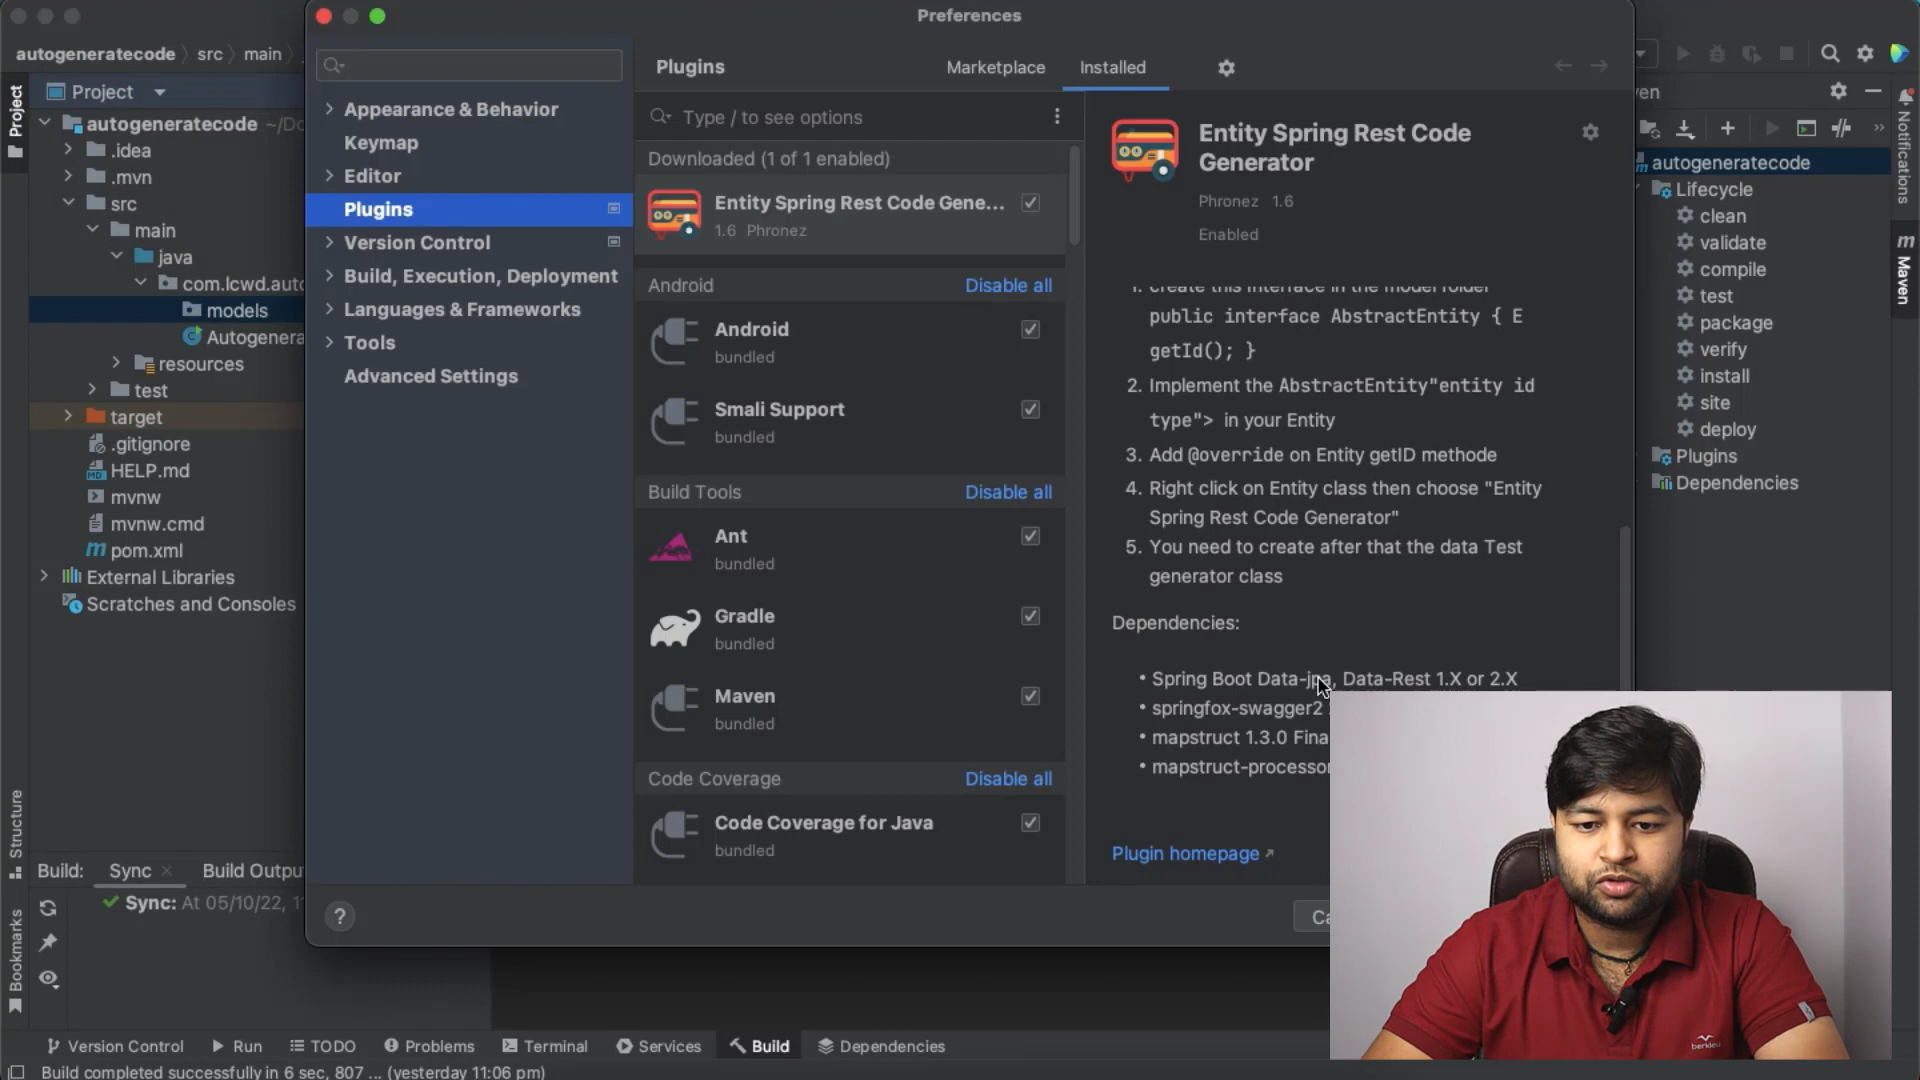 Preferences
autogeneratecode
src
main
Project
Project
autogeneratecode
.idea
.mvn
src
main
java
models
resources
test
target
.gitignore
HELP.md
mvnw
mvnw.cmd
pom.xml
External Libraries
Scratches and Consoles
Structure
Bookmarks
Build:
Sync
Build
Sync: At 05/10/22,
Appearance & Behavior
Keymap
Editor
Plugins
Version Control
Build, Execution, Deployment
Languages & Frameworks
Tools
Advanced Settings
?
Plugins
Marketplace
Installed
Type / to see options
Downloaded (1 of 1 enabled)
Entity Spring Rest Code Gene...
1.6 Phronez
Android
Disable all
Android
bundled
Smali Support
bundled
Build Tools
Disable all
Ant
bundled
Gradle
bundled
Maven
bundled
Code Coverage
Disable all
Code Coverage for Java
bundled
Entity Spring Rest Code
Generator
Phronez 1.6
Enabled
1. Create this interface in the model folder
public interface AbstractEntity { E
getId(); }
2. Implement the AbstractEntity"entity id
type"> in your Entity
3. Add @override on Entity getID methode
4. Right click on Entity class then choose "Entity
Spring Rest Code Generator"
5. You need to create after that the data Test
generator class
Dependencies:
• Spring Boot Data-jpa, Data-Rest 1.X or 2.X
• springfox-swagger2
• mapstruct 1.3.0
• mapstruct-processor
Plugin homepage
Notifications
Maven
autogeneratecode
Lifecycle
clean
validate
compile
test
package
verify
install
site
deploy
Plugins
Dependencies
Version Control
Run
TODO
Problems
Terminal
Services
Build
Dependencies
Build completed successfully in 6 sec, 807 ... (yesterday 11:06 pm)